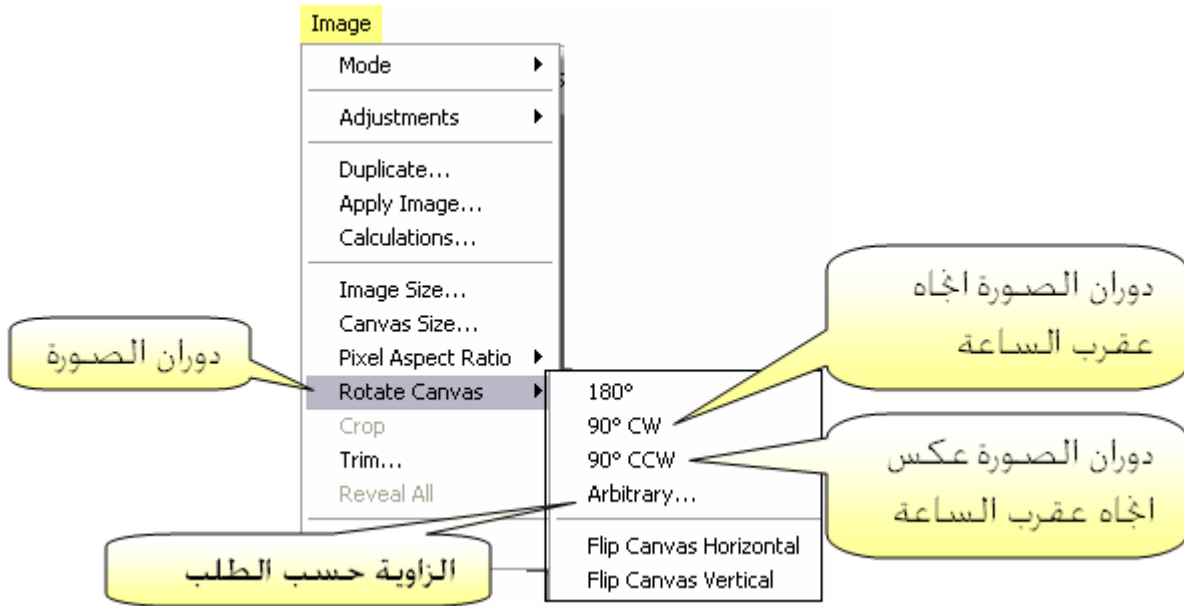 Image
Mode
Adjustments
Duplicate...
Apply Image...
Calculations...
Image Size...
Canvas Size...
Pixel Aspect Ratio
Rotate Canvas
Crop
Trim...
Reveal All
180°
90° CW
90° CCW
Arbitrary...
Flip Canvas Horizontal
Flip Canvas Vertical
دوران الصورة
دوران الصورة اتجاه
عقرب الساعة
دوران الصورة عكس
اتجاه عقرب الساعة
الزاوية حسب الطلب